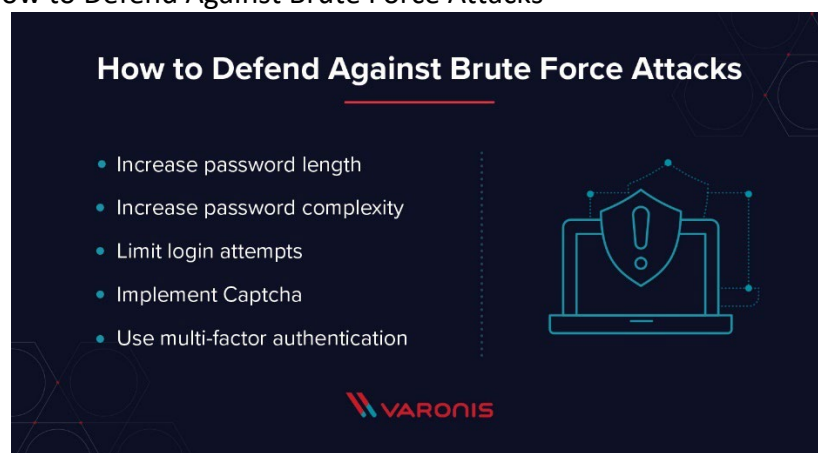 How to Defend Against Brute Force Attacks
Increase password length
Increase password complexity
Limit login attempts
Implement Captcha
Use multi-factor authentication
VARONIS